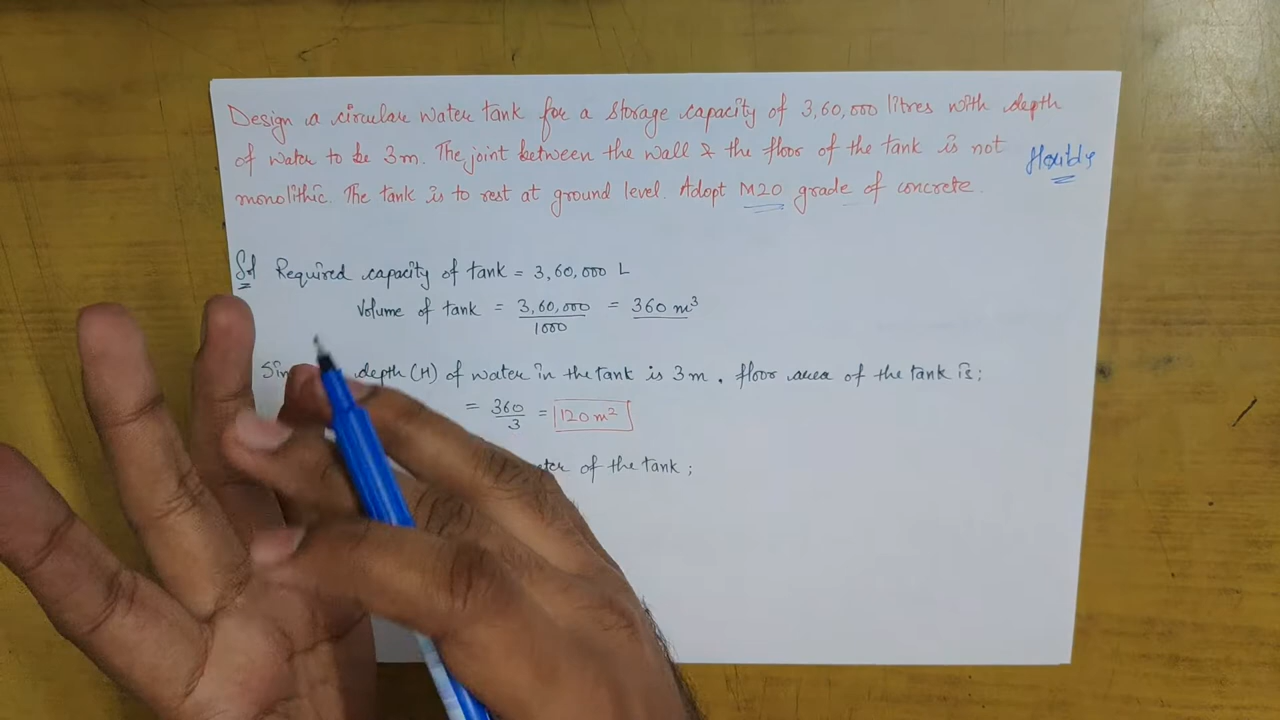 Design a circular water tank for a storage capacity of 3,60,000 litres with depth
of water to be 3m. The joint between the wall & the floor of the tank is not
monolithic. The tank is to rest at ground level. Adopt M20 grade of concrete.
Sol Required capacity of tank = 3,60,000 L
Volume of tank = 3,60,000 / 1000 = 360 m³
depth (H) of water in the tank is 3m, floor area of the tank is;
= 360 / 3 = 120 m²
of the tank;